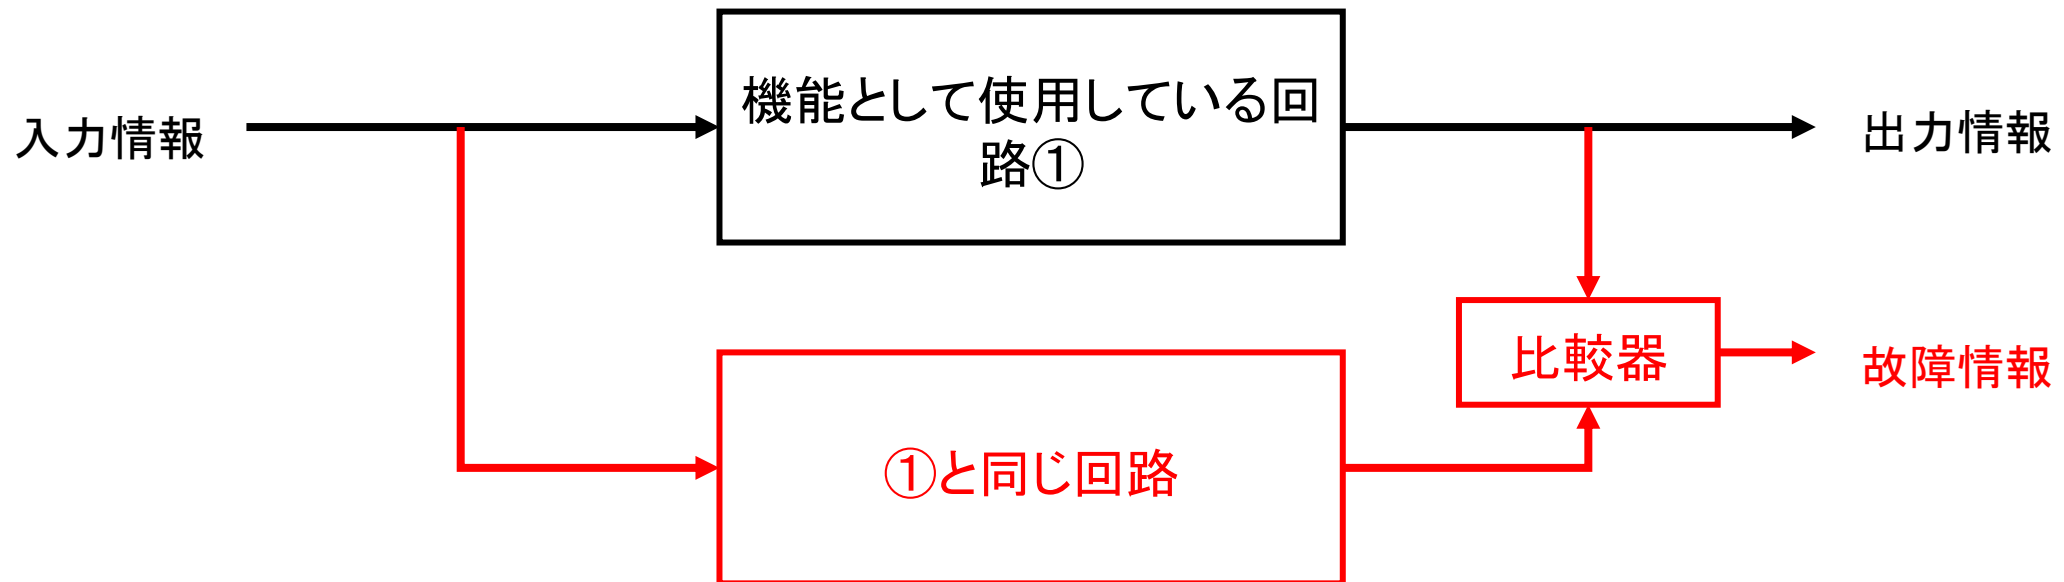 機能として使用している回
路①
入力情報
出力情報
比較器
故障情報
①と同じ回路